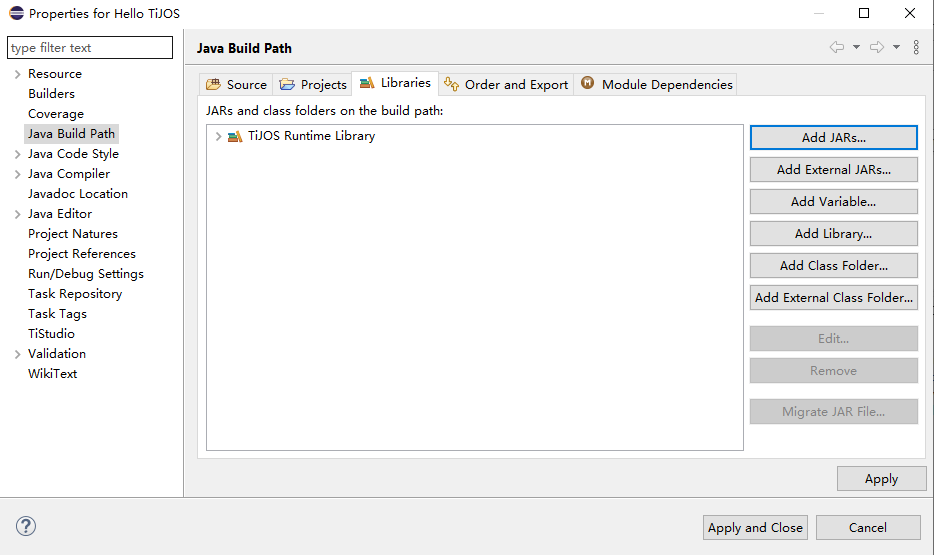 Properties for Hello TiJOS
type filter text
Resource
Builders
Coverage
Java Build Path
Java Code Style
Java Compiler
Javadoc Location
Java Editor
Project Natures
Project References
Run/Debug Settings
Task Repository
Task Tags
TiStudio
Validation
WikiText
Java Build Path
Source Projects Libraries Order and Export M Module Dependencies
JARs and class folders on the build path:
TiJOS Runtime Library
Add JARs...
Add External JARs...
Add Variable...
Add Library...
Add Class Folder...
Add External Class Folder...
Edit...
Remove
Migrate JAR File...
Apply
? Apply and Close Cancel